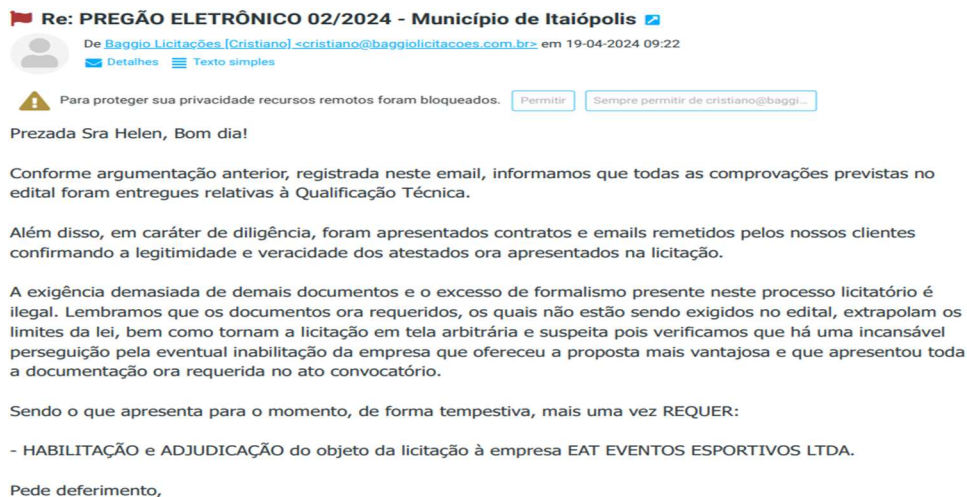 Re: PREGÃO ELETRÔNICO 02/2024 - Município de Itaiópolis
De Baggio Licitações [Cristiano] <cristiano@baggiolicitacoes.com.br> em 19-04-2024 09:22
Detalhes Texto simples
Para proteger sua privacidade recursos remotos foram bloqueados. Permitir Sempre permitir de cristiano@baggi...
Prezada Sra Helen, Bom dia!
Conforme argumentação anterior, registrada neste email, informamos que todas as comprovações previstas no
edital foram entregues relativas à Qualificação Técnica.
Além disso, em caráter de diligência, foram apresentados contratos e emails remetidos pelos nossos clientes
confirmando a legitimidade e veracidade dos atestados ora apresentados na licitação.
A exigência demasiada de demais documentos e o excesso de formalismo presente neste processo licitatório é
ilegal. Lembramos que os documentos ora requeridos, os quais não estão sendo exigidos no edital, extrapolam os
limites da lei, bem como tornam a licitação em tela arbitrária e suspeita pois verificamos que há uma incansável
perseguição pela eventual inabilitação da empresa que ofereceu a proposta mais vantajosa e que apresentou toda
a documentação ora requerida no ato convocatório.
Sendo o que apresenta para o momento, de forma tempestiva, mais uma vez REQUER:
- HABILITAÇÃO e ADJUDICAÇÃO do objeto da licitação à empresa EAT EVENTOS ESPORTIVOS LTDA.
Pede deferimento,